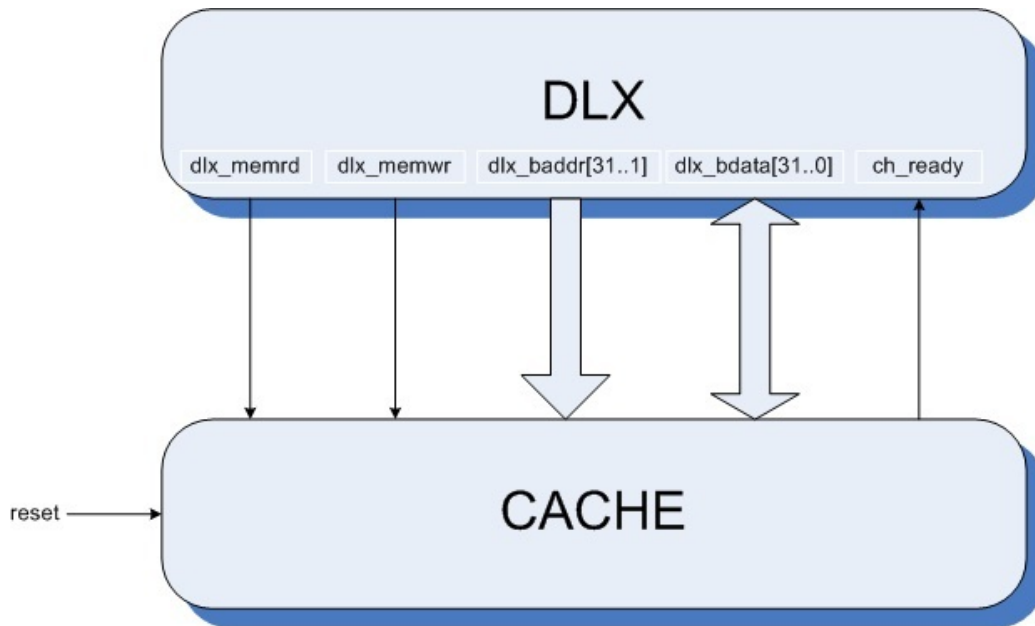 DLX
dlx_memrd dlx_memwr dlx_baddr[31..1] dlx_bdata[31..0] ch_ready
reset
CACHE